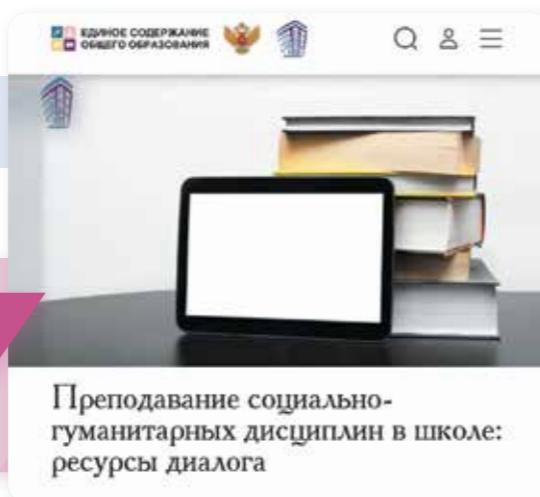 ЕДИНОЕ СОДЕРЖАНИЕ
ОБЩЕГО ОБРАЗОВАНИЯ
Преподавание социально-
гуманитарных дисциплин в школе:
ресурсы диалога